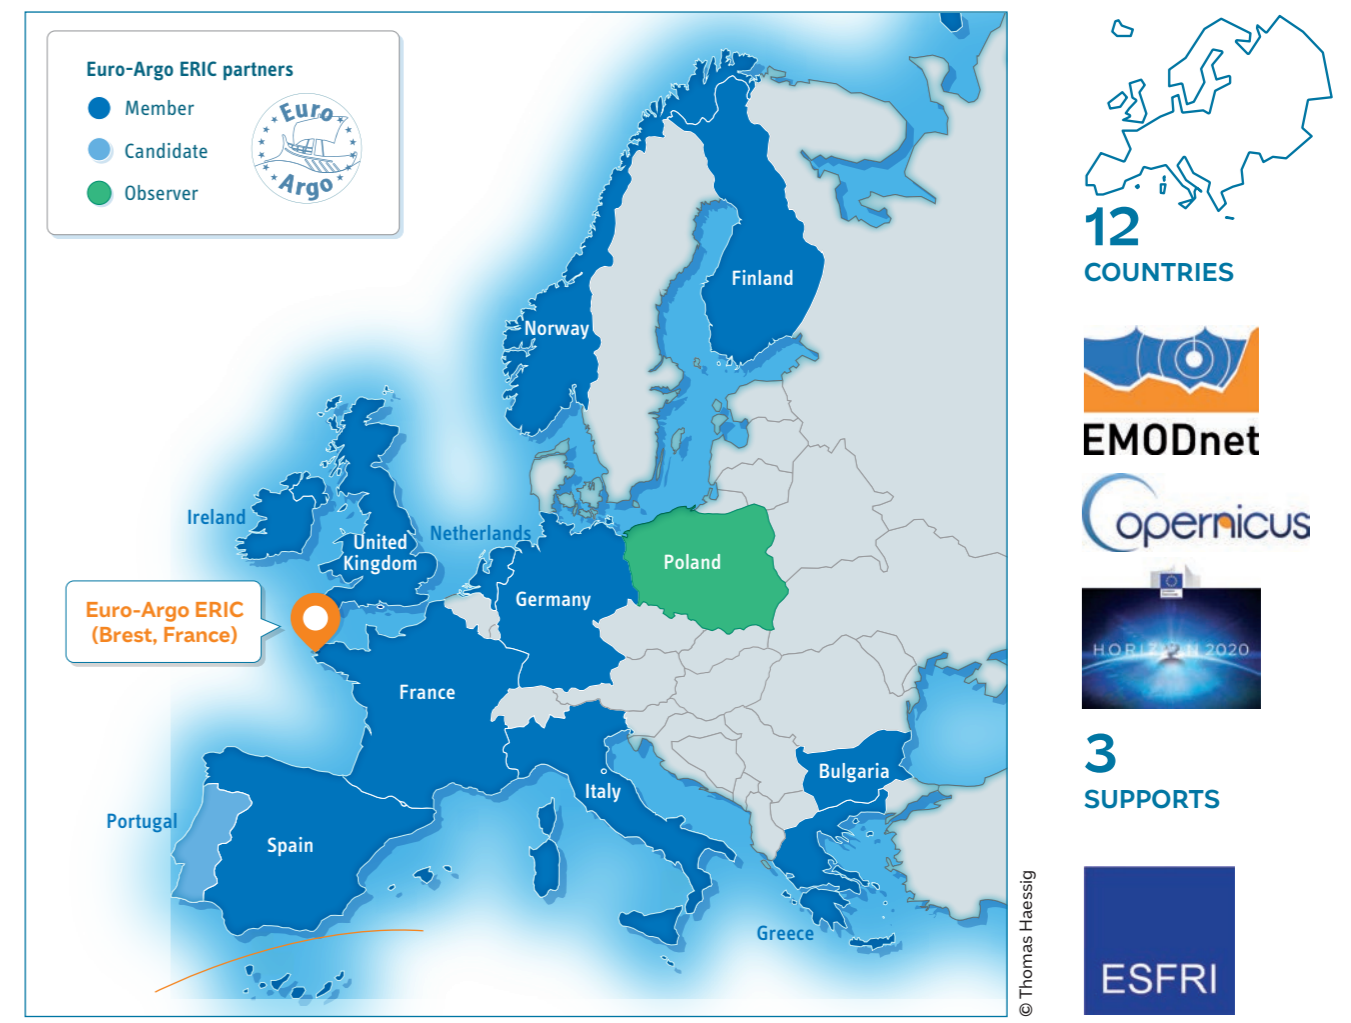 Euro-Argo ERIC partners
Member
Candidate
Observer
Euro
Argo
Finland
Norway
Ireland
United
Kingdom
Netherlands
Germany
Poland
Euro-Argo ERIC
(Brest, France)
France
Bulgaria
Italy
Portugal
Spain
Greece
© Thomas Haessig
12
COUNTRIES
EMODnet
Copernicus
HORIZON 2020
3
SUPPORTS
ESFRI